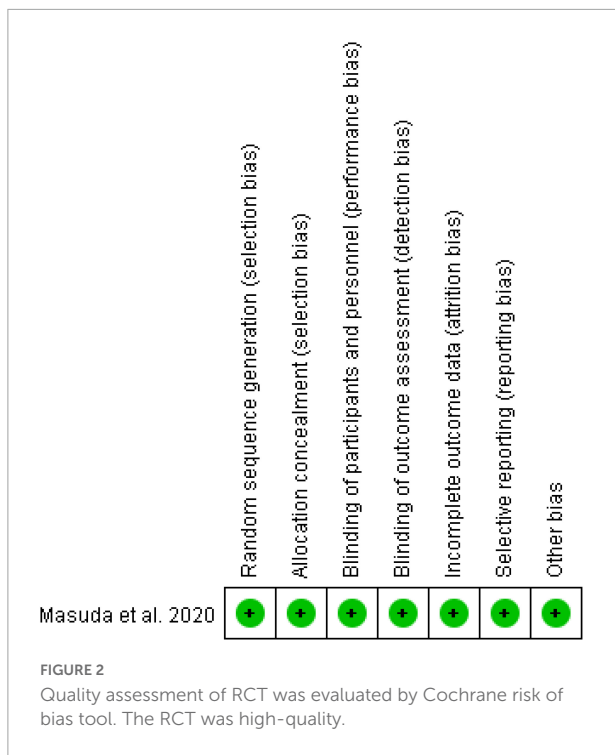 Random sequence generation (selection bias)
Allocation concealment (selection bias)
Blinding of participants and personnel (performance bias)
Blinding of outcome assessment (detection bias)
Incomplete outcome data (attrition bias)
Selective reporting (reporting bias)
Other bias
Masuda et al. 2020 + + + + + + +
FIGURE 2
Quality assessment of RCT was evaluated by Cochrane risk of
bias tool. The RCT was high-quality.